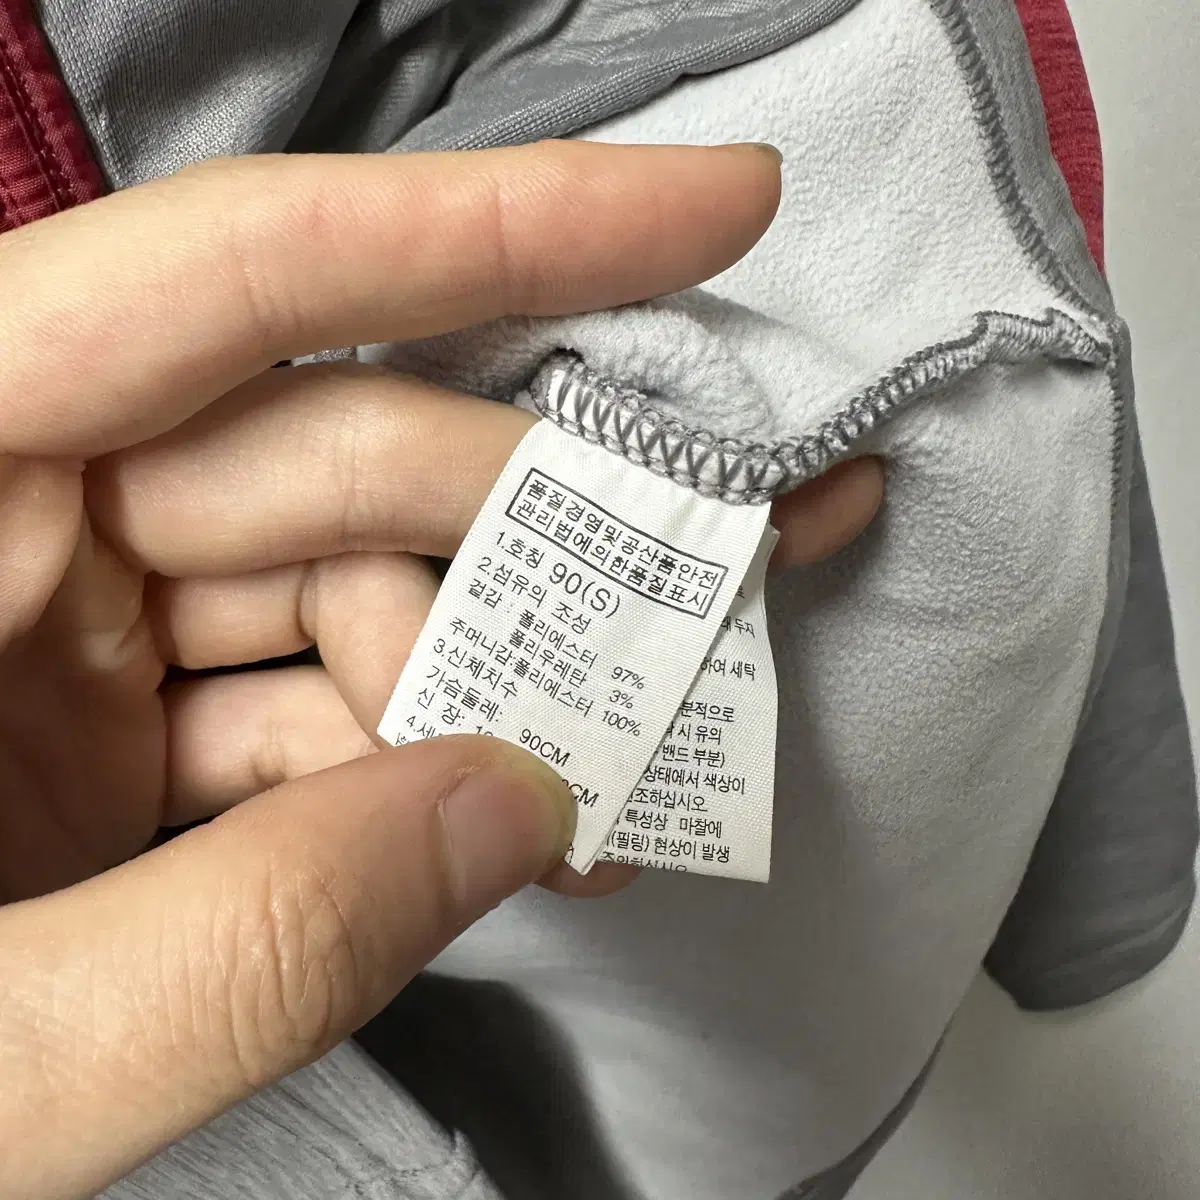 품질경영및공산품안전
관리법에의한품질표시
1.호칭 90(S)
2.섬유의 조성
겉감 : 폴리에스터 97%
폴리우레탄 3%
주머니감:폴리에스터 100%
3.신체치수
가슴둘레: 90CM
신 장:
CM
두지
하여 세탁
분적으로
시 유의
밴드 부분)
상태에서 색상이
조하십시오
특성상 마찰에
(필링) 현상이 발생